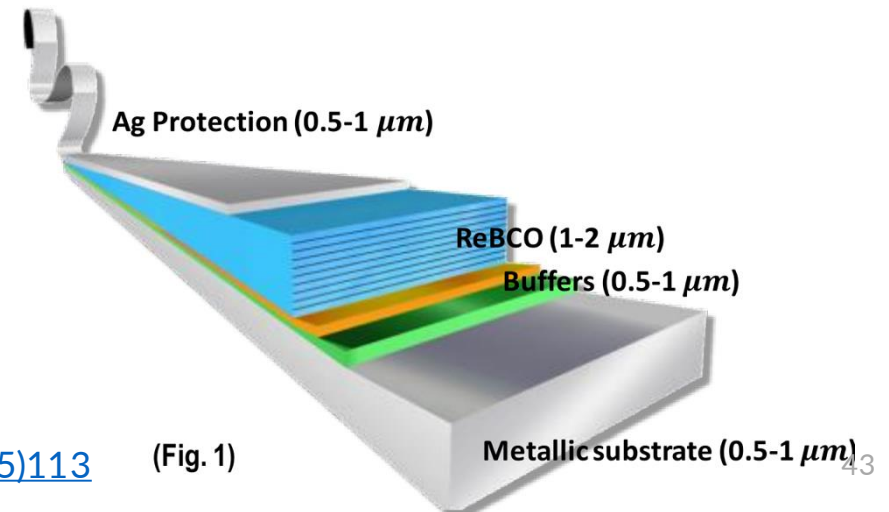 Ag Protection (0.5-1 μm)
ReBCO (1-2 μm)
Buffers (0.5-1 μm)
Metallic substrate (0.5-1 μm)
5)113
(Fig. 1)
43